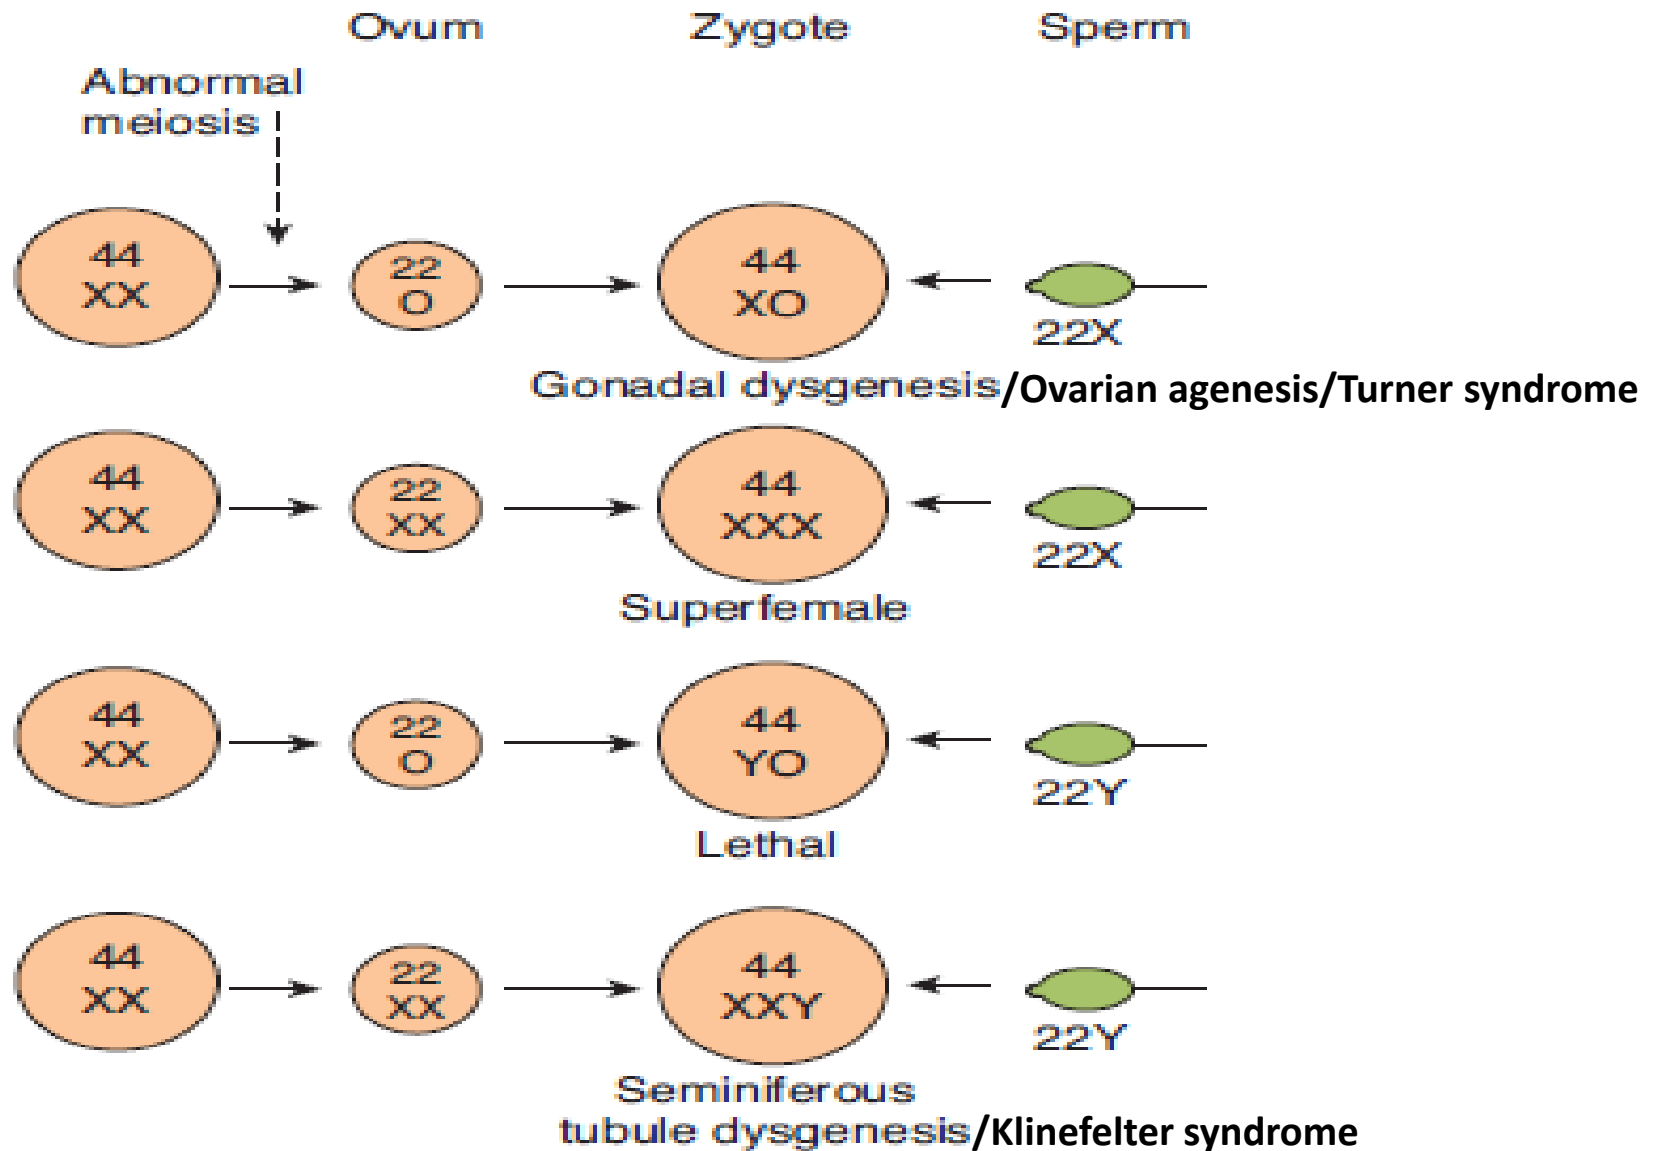 Ovum Zygote Sperm
Abnormal
meiosis
44 22 44
XX O XO
22X
Gonadal dysgenesis/Ovarian agenesis/Turner syndrome
44 22 44
XX XX XXX
22X
Superfemale
44 22 44
XX O YO
22Y
Lethal
44 22 44
XX XX XXY
22Y
Seminiferous
tubule dysgenesis/Klinefelter syndrome